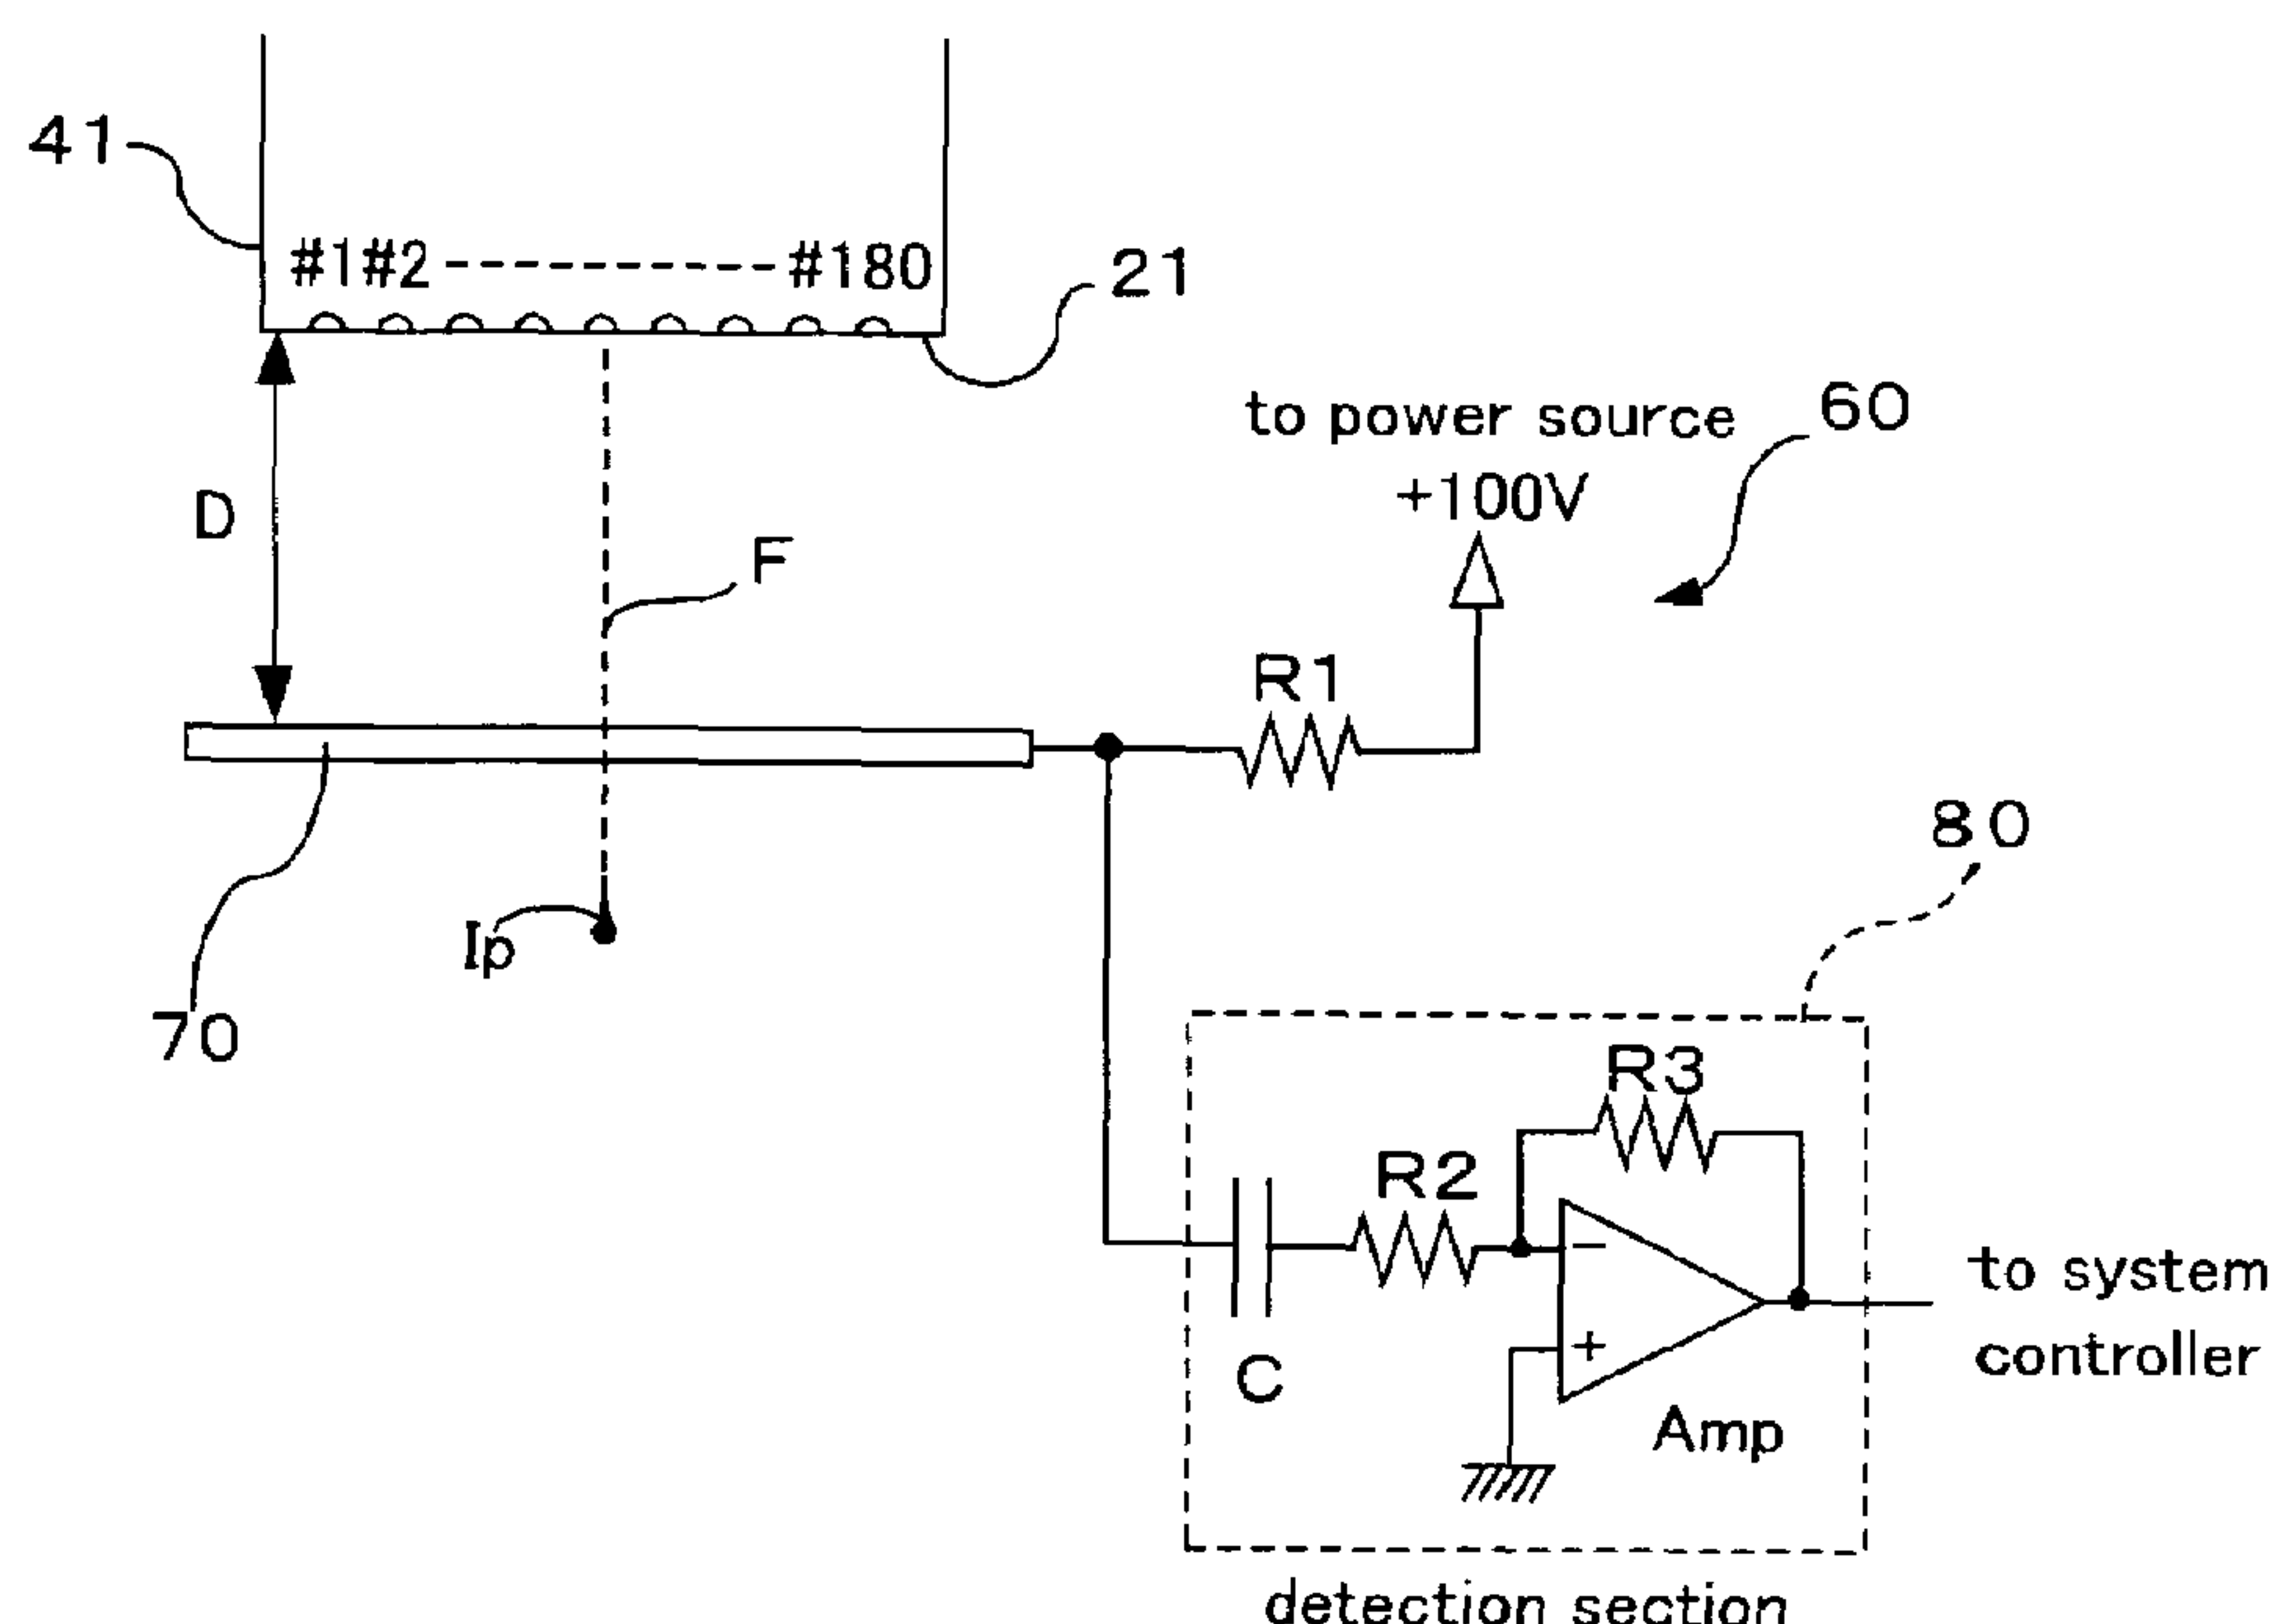 41
#1#2 ---------- #180
21
to power source
60
+100V
D
F
R1
80
Ip
70
R3
R2
−
+
C
Amp
to system
controller
detection section